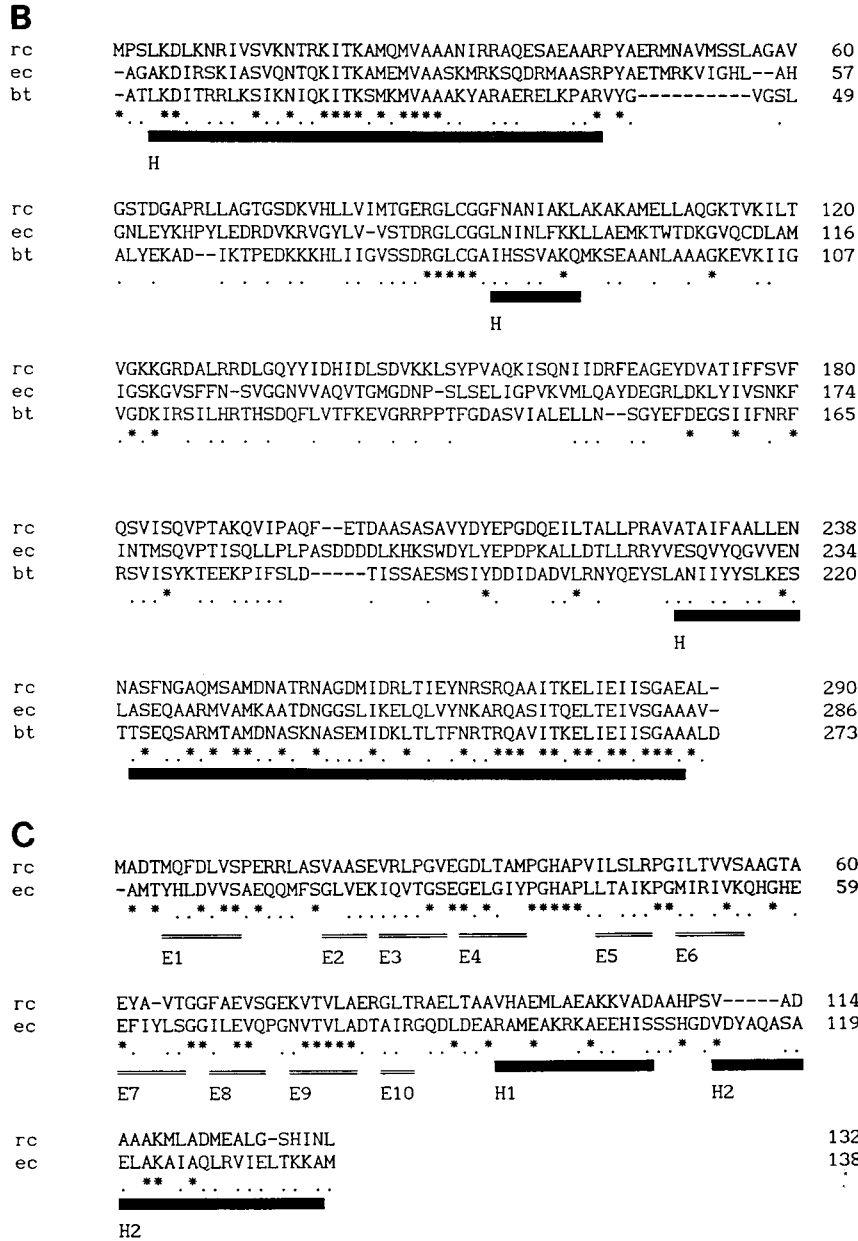 B
rc MPSLKDLKNRIVSVKNTRKITKAMQMVAAANIRRAQESAEAARPYAERMNAVMSSLAGAV 60
ec -AGAKDIRSKIASVQNTQKITKAMEMVAASKMRKSQDRMAASRPYAETMRKVIGHL--AH 57
bt -ATLKDITRRLKSIKNIQKITKSMKMVAAAKYARAERELKPARVYG----------VGSL 49
H
rc GSTDGAPRLLAGTGSDKVHLLVIMTGERGLCGGFNANIAKLAKAKAMELLAQGKTVKILT 120
ec GNLEYKHPYLEDRDVKRVGYLV-VSTDRGLCGGLNINLFKKLLAEMKTWTDKGVQCDLAM 116
bt ALYEKAD--IKTPEDKKKHLIIGVSSDRGLCGAIHSSVAKQMKSEAANLAAAGKEVKIIG 107
H
rc VGKKGRDALRRDLGQYYIDHIDLSDVKKLSYPVAQKISQNIIDRFEAGEYDVATIFFSVF 180
ec IGSKGVSFFN-SVGGNVVAQVTGMGDNP-SLSELIGPVKVMLQAYDEGRLDKLYIVSNKF 174
bt VGDKIRSILHRTHSDQFLVTFKEVGRRPPTFGDASVIALELLN--SGYEFDEGSIIFNRF 165
rc QSVISQVPTAKQVIPAQF--ETDAASASAVYDYEPGDQEILTALLPRAVATAIFAALLEN 238
ec INTMSQVPTISQLLPLPASDDDDLKHKSWDYLYEPDPKALLDTLLRRYVESQVYQGVVEN 234
bt RSVISYKTEEKPIFSLD-----TISSAESMSIYDDIDADVLRNYQEYSLANIIYYSLKES 220
H
rc NASFNGAQMSAMDNATRNAGDMIDRLTIEYNRSRQAAITKELIEIISGAEAL- 290
ec LASEQAARMVAMKAATDNGGSLIKELQLVYNKARQASITQELTEIVSGAAAV- 286
bt TTSEQSARMTAMDNASKNASEMIDKLTLTFNRTRQAVITKELIEIISGAAALD 273
C
rc MADTMQFDLVSPERRLASVAASEVRLPGVEGDLTAMPGHAPVILSLRPGILTVVSAAGTA 60
ec -AMTYHLDVVSAEQQMFSGLVEKIQVTGSEGELGIYPGHAPLLTAIKPGMIRIVKQHGHE 59
E1 E2 E3 E4 E5 E6
rc EYA-VTGGFAEVSGEKVTVLAERGLTRAELTAAVHAEMLAEAKKVADAAHPSV-----AD 114
ec EFIYLSGGILEVQPGNVTVLADTAIRGQDLDEARAMEAKRKAEEHISSSHGDVDYAQASA 119
E7 E8 E9 E10 H1 H2
rc AAAKMLADMEALG-SHINL 132
ec ELAKAIAQLRVIELTKKAM 138
H2